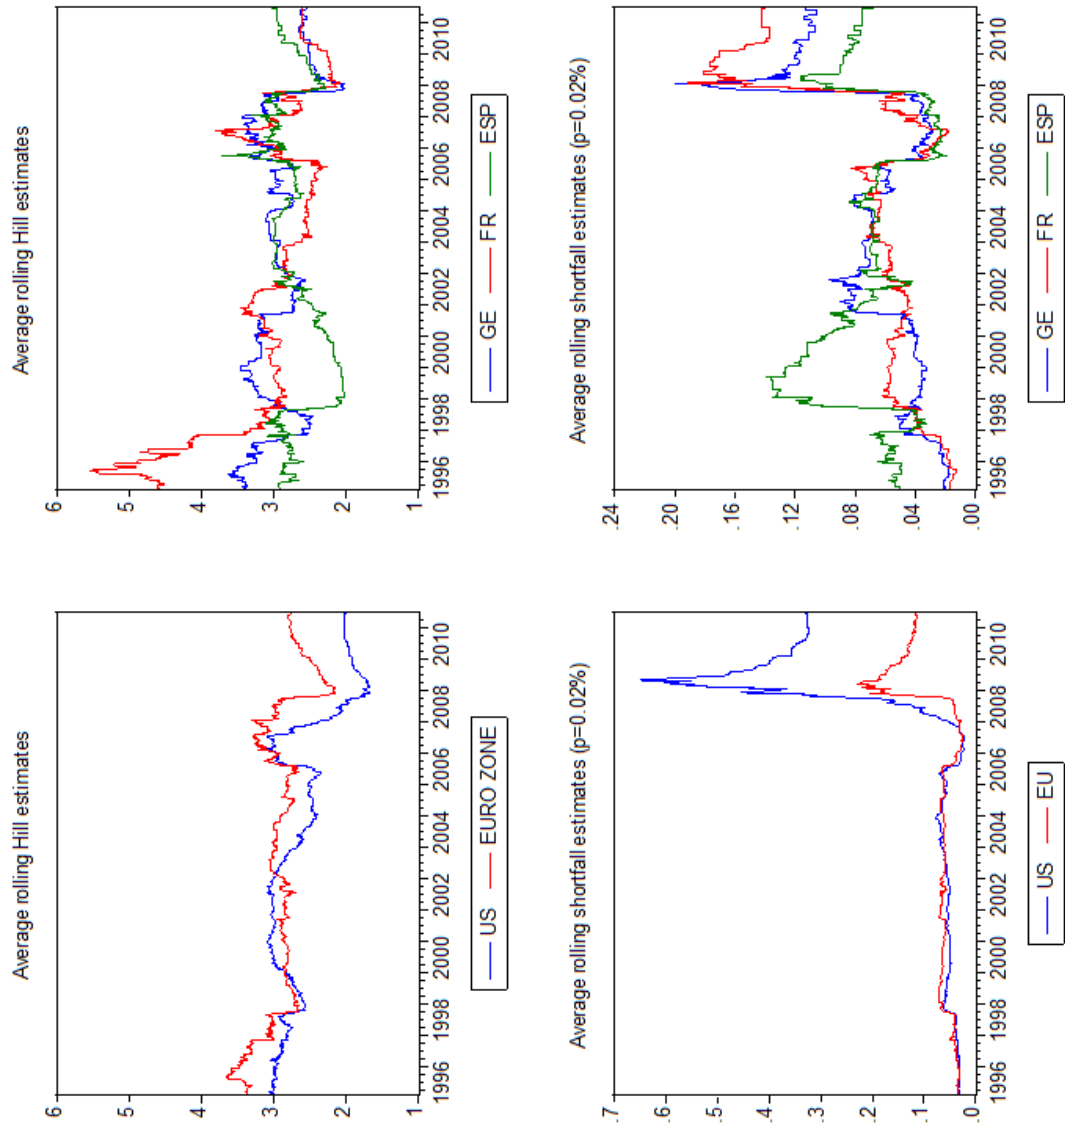 Average rolling Hill estimates
6
5
4
3
2
1
1996 1998 2000 2002 2004 2006 2008 2010
US EURO ZONE
Average rolling Hill estimates
6
5
4
3
2
1
1996 1998 2000 2002 2004 2006 2008 2010
GE FR ESP
Average rolling shortfall estimates (p=0.02%)
.7
.6
.5
.4
.3
.2
.1
.0
1996 1998 2000 2002 2004 2006 2008 2010
US EU
Average rolling shortfall estimates (p=0.02%)
.24
.20
.16
.12
.08
.04
.00
1996 1998 2000 2002 2004 2006 2008 2010
GE FR ESP